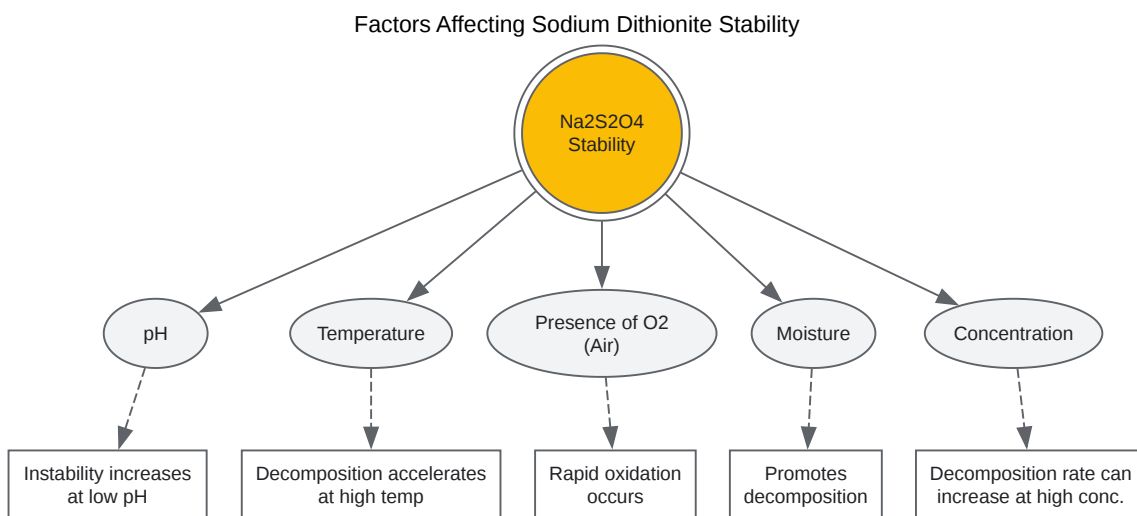 Factors Affecting Sodium Dithionite Stability
Na2S2O4
Stability
pH
Temperature
Presence of O2
(Air)
Moisture
Concentration
Instability increases
at low pH
Decomposition accelerates
at high temp
Rapid oxidation
occurs
Promotes
decomposition
Decomposition rate can
increase at high conc.